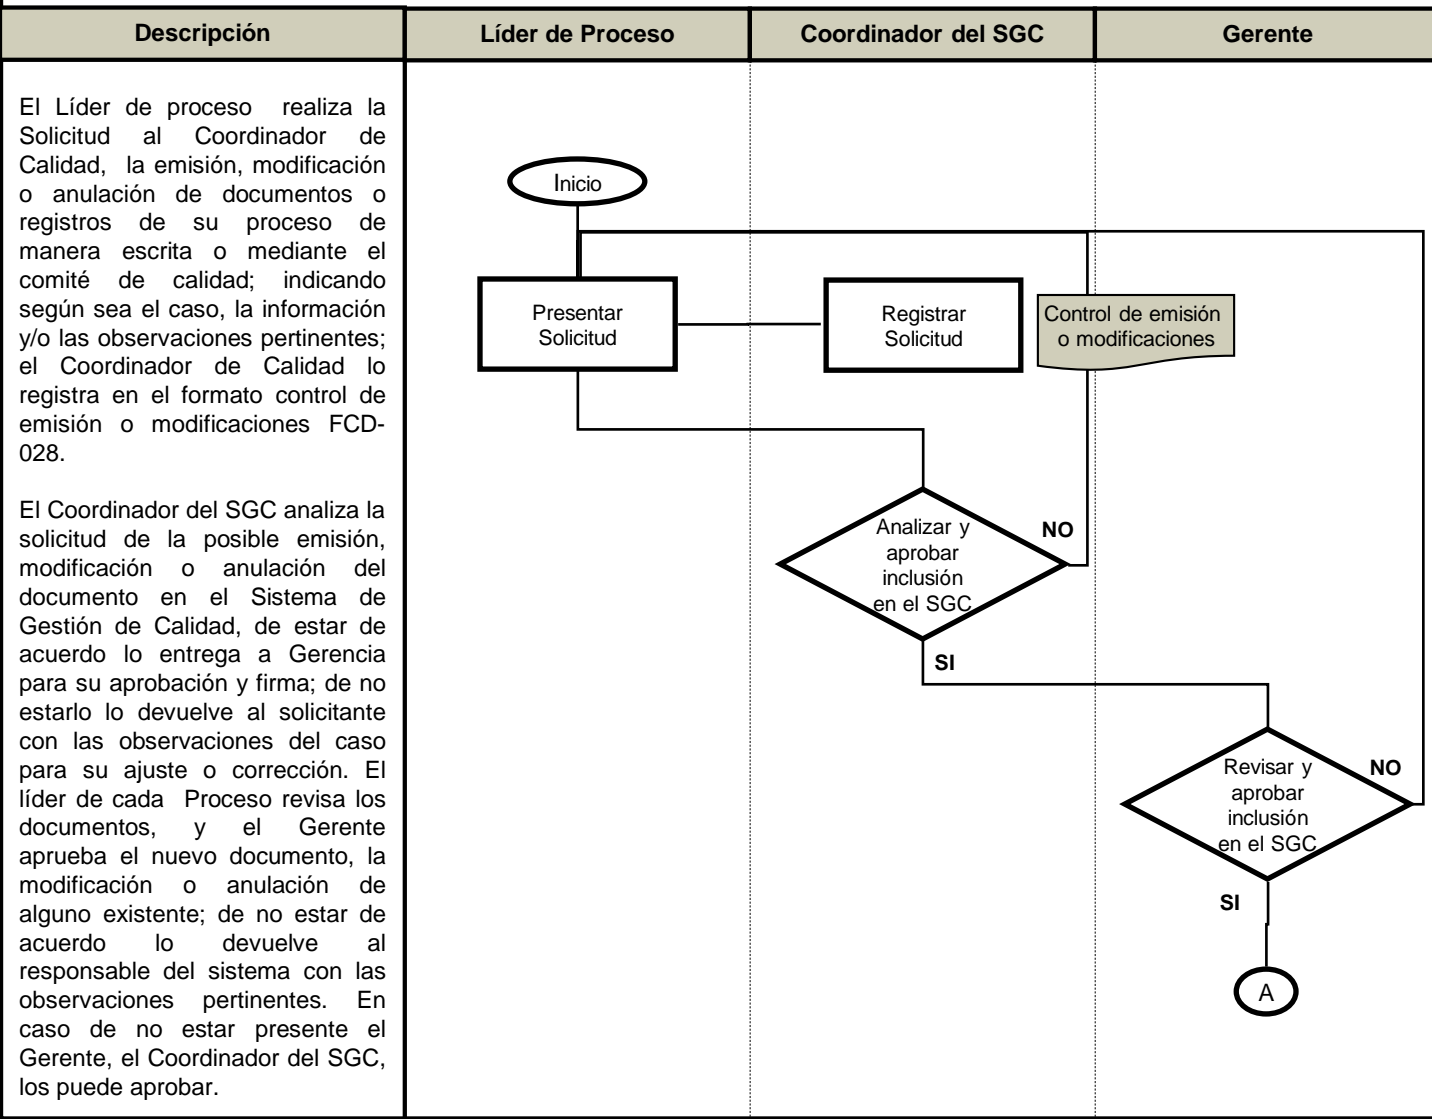 Descripción
Líder de Proceso
Coordinador del SGC
Gerente
El Líder de proceso realiza la
Solicitud al Coordinador de
Calidad, la emisión, modificación
o anulación de documentos o
registros de su proceso de
manera escrita o mediante el
comité de calidad; indicando
según sea el caso, la información
y/o las observaciones pertinentes;
el Coordinador de Calidad lo
registra en el formato control de
emisión o modificaciones FCD-
028.
El Coordinador del SGC analiza la
solicitud de la posible emisión,
modificación o anulación del
documento en el Sistema de
Gestión de Calidad, de estar de
acuerdo lo entrega a Gerencia
para su aprobación y firma; de no
estarlo lo devuelve al solicitante
con las observaciones del caso
para su ajuste o corrección. El
líder de cada Proceso revisa los
documentos, y el Gerente
aprueba el nuevo documento, la
modificación o anulación de
alguno existente; de no estar de
acuerdo lo devuelve al
responsable del sistema con las
observaciones pertinentes. En
caso de no estar presente el
Gerente, el Coordinador del SGC,
los puede aprobar.
Inicio
Presentar
Solicitud
Registrar
Solicitud
Control de emisión
o modificaciones
Analizar y
aprobar
inclusión
en el SGC
NO
SI
Revisar y
aprobar
inclusión
en el SGC
NO
SI
A